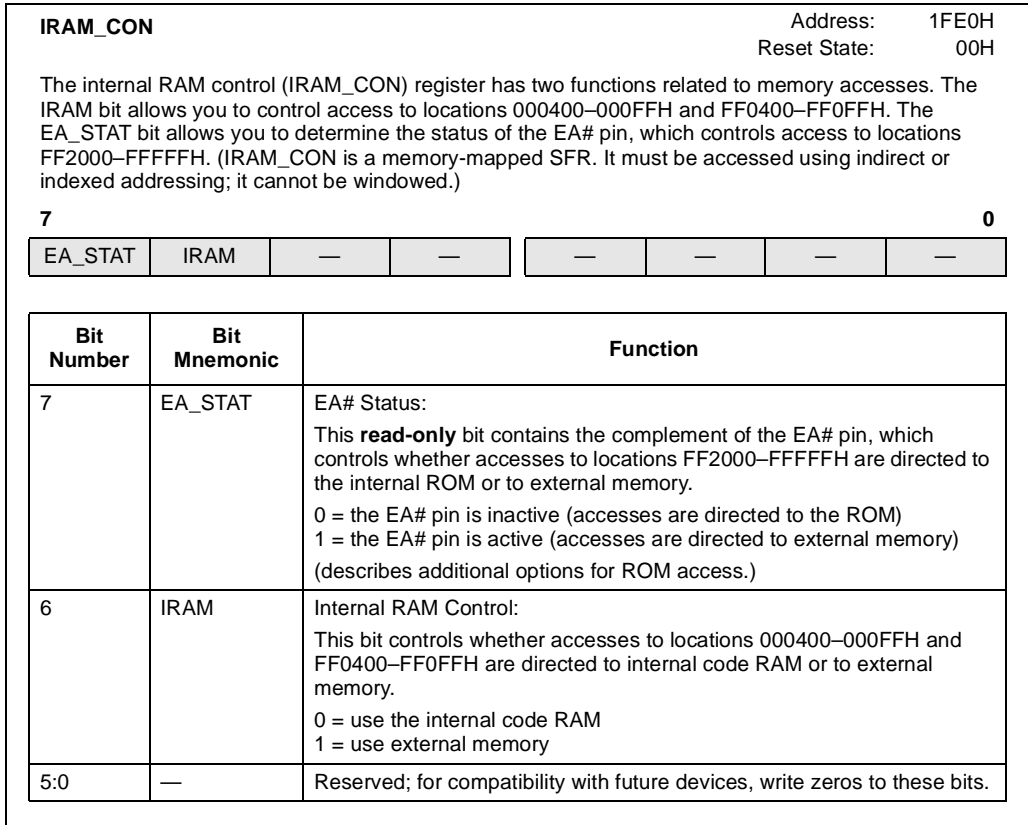 IRAM_CON Address: 1FE0H
Reset State: 00H
The internal RAM control (IRAM_CON) register has two functions related to memory accesses. The
IRAM bit allows you to control access to locations 000400–000FFH and FF0400–FF0FFH. The
EA_STAT bit allows you to determine the status of the EA# pin, which controls access to locations
FF2000–FFFFFH. (IRAM_CON is a memory-mapped SFR. It must be accessed using indirect or
indexed addressing; it cannot be windowed.)
7 0
EA_STAT IRAM — — — — — —
Bit Number Bit Mnemonic Function
7 EA_STAT EA# Status:
This read-only bit contains the complement of the EA# pin, which
controls whether accesses to locations FF2000–FFFFFH are directed to
the internal ROM or to external memory.
0 = the EA# pin is inactive (accesses are directed to the ROM)
1 = the EA# pin is active (accesses are directed to external memory)
(describes additional options for ROM access.)
6 IRAM Internal RAM Control:
This bit controls whether accesses to locations 000400–000FFH and
FF0400–FF0FFH are directed to internal code RAM or to external
memory.
0 = use the internal code RAM
1 = use external memory
5:0 — Reserved; for compatibility with future devices, write zeros to these bits.